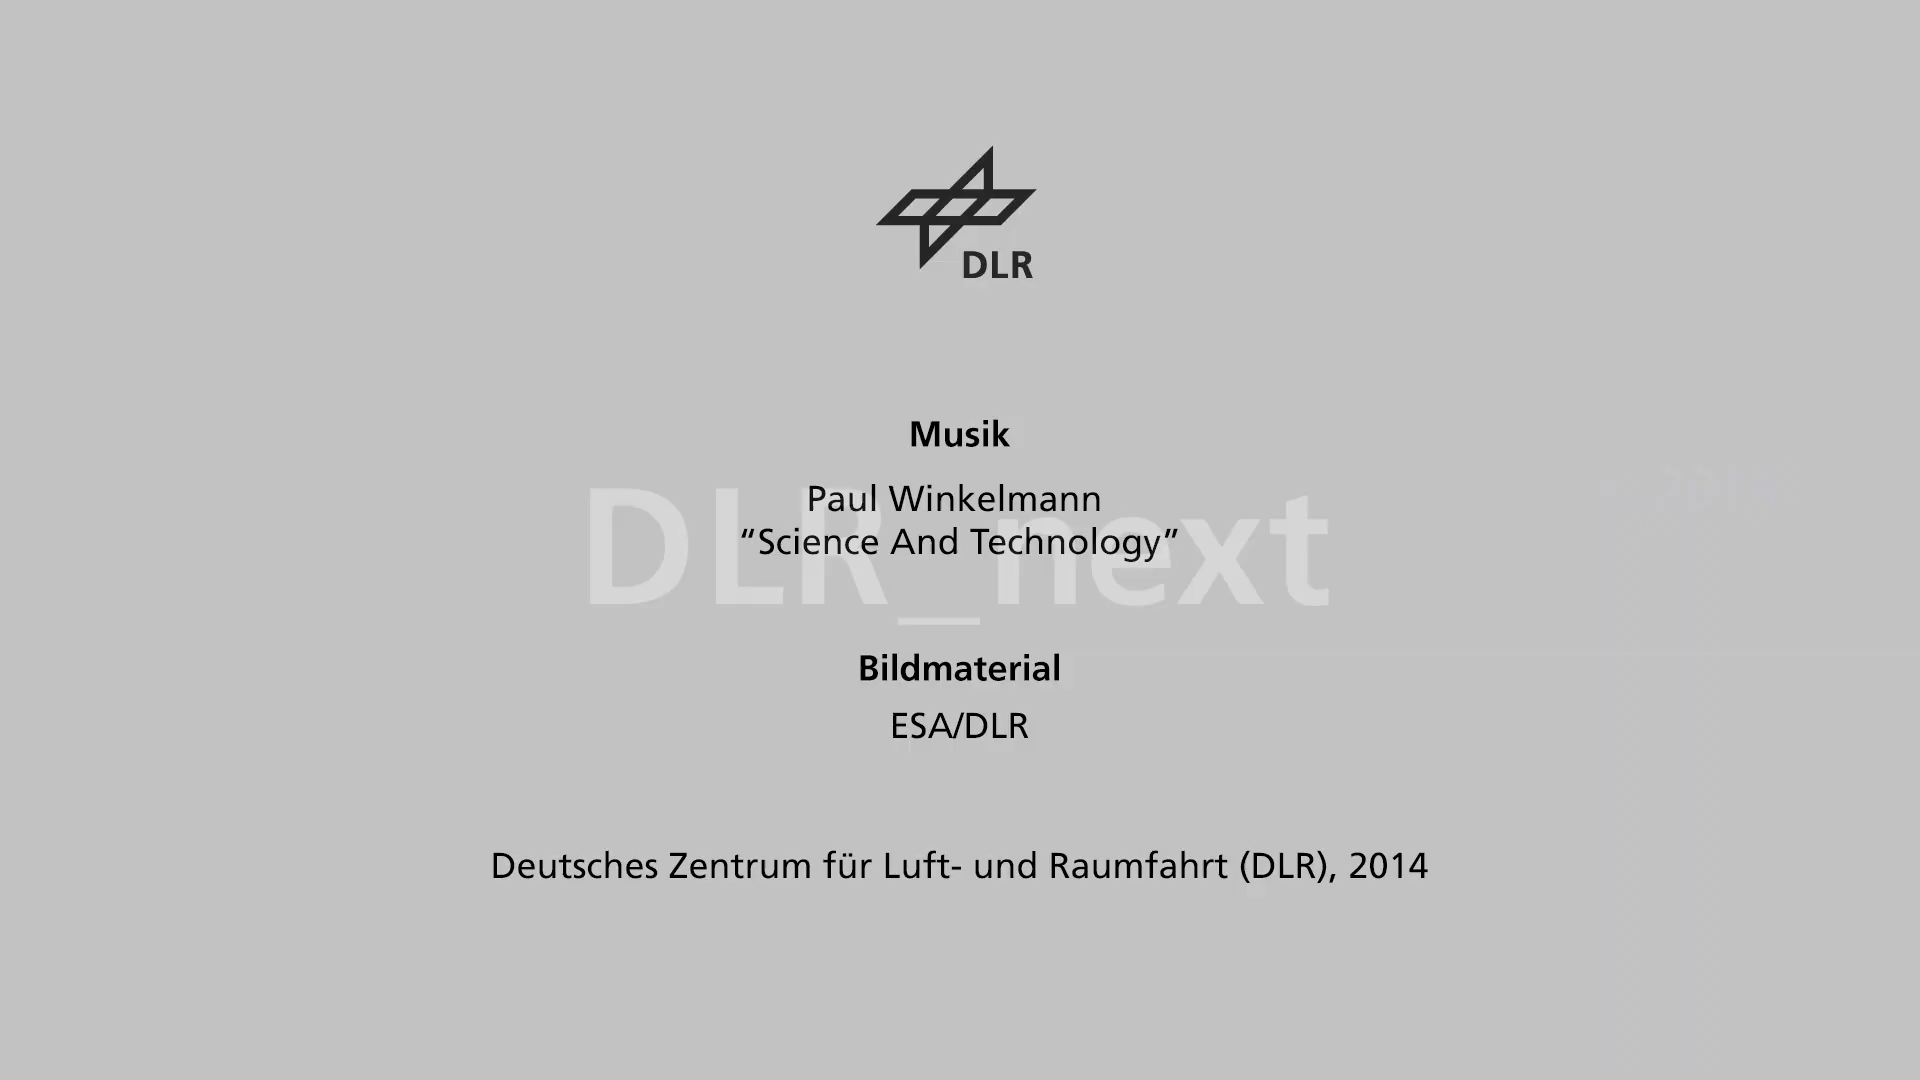 DLR
Musik
Paul Winkelmann
“Science And Technology”
DLR_next
Bildmaterial
ESA/DLR
Deutsches Zentrum für Luft- und Raumfahrt (DLR), 2014